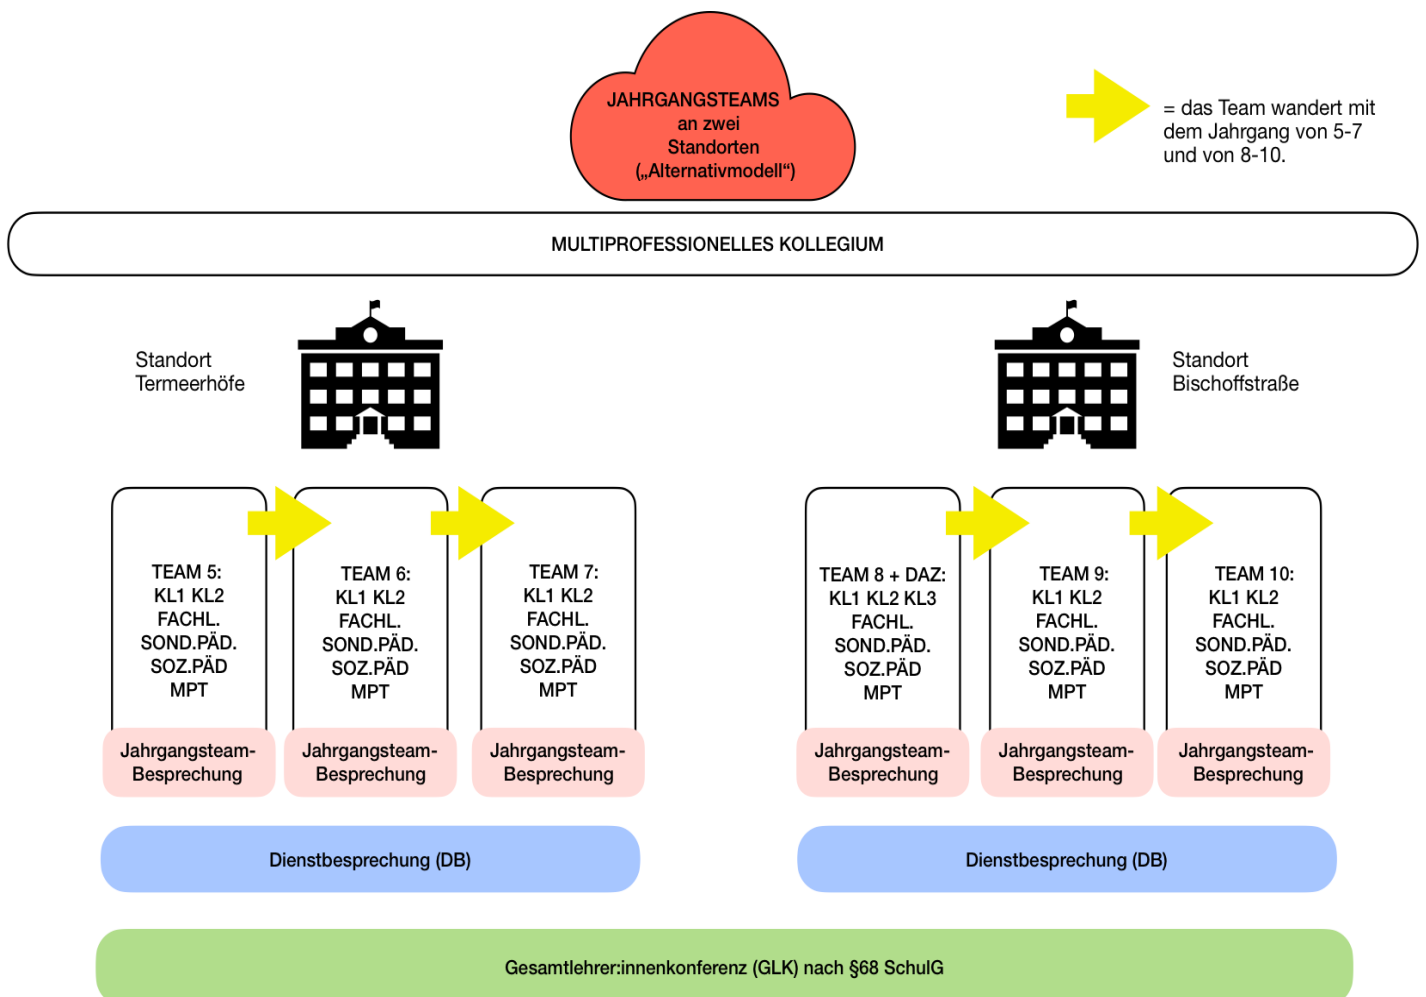 JAHRGANGSTEAMS
an zwei
Standorten
(„Alternativmodell“)
= das Team wandert mit
dem Jahrgang von 5-7
und von 8-10.
MULTIPROFESSIONELLES KOLLEGIUM
Standort
Termeerhöfe
Standort
Bischoffstraße
TEAM 5:
KL1 KL2
FACHL.
SOND.PÄD.
SOZ.PÄD
MPT
TEAM 6:
KL1 KL2
FACHL.
SOND.PÄD.
SOZ.PÄD
MPT
TEAM 7:
KL1 KL2
FACHL.
SOND.PÄD.
SOZ.PÄD
MPT
TEAM 8 + DAZ:
KL1 KL2 KL3
FACHL.
SOND.PÄD.
SOZ.PÄD
MPT
TEAM 9:
KL1 KL2
FACHL.
SOND.PÄD.
SOZ.PÄD
MPT
TEAM 10:
KL1 KL2
FACHL.
SOND.PÄD.
SOZ.PÄD
MPT
Jahrgangsteam-
Besprechung
Jahrgangsteam-
Besprechung
Jahrgangsteam-
Besprechung
Jahrgangsteam-
Besprechung
Jahrgangsteam-
Besprechung
Jahrgangsteam-
Besprechung
Dienstbesprechung (DB)
Dienstbesprechung (DB)
Gesamtlehrer:innenkonferenz (GLK) nach §68 SchulG